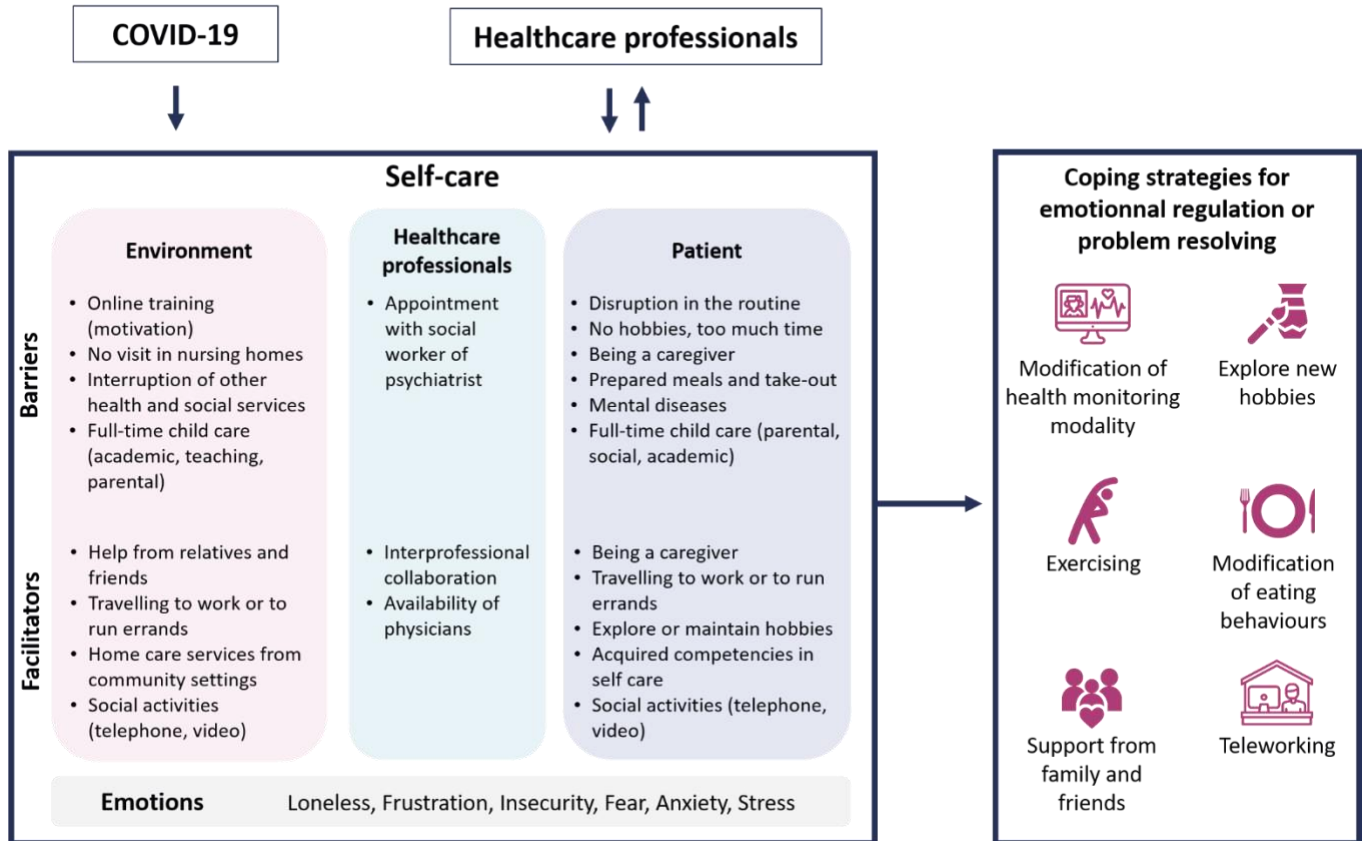 COVID-19
Healthcare professionals
Self-care
Environment
Healthcare
professionals
Patient
Barriers
• Online training
(motivation)
• No visit in nursing homes
• Interruption of other
health and social services
• Full-time child care
(academic, teaching,
parental)
• Appointment
with social
worker of
psychiatrist
• Disruption in the routine
• No hobbies, too much time
• Being a caregiver
• Prepared meals and take-out
• Mental diseases
• Full-time child care (parental,
social, academic)
Facilitators
• Help from relatives and
friends
• Travelling to work or to
run errands
• Home care services from
community settings
• Social activities
(telephone, video)
• Interprofessional
collaboration
• Availability of
physicians
• Being a caregiver
• Travelling to work or to run
errands
• Explore or maintain hobbies
• Acquired competencies in
self care
• Social activities (telephone,
video)
Emotions Loneless, Frustration, Insecurity, Fear, Anxiety, Stress
Coping strategies for
emotionnal regulation or
problem resolving
Modification of
health monitoring
modality
Explore new
hobbies
Exercising
Modification
of eating
behaviours
Support from
family and
friends
Teleworking